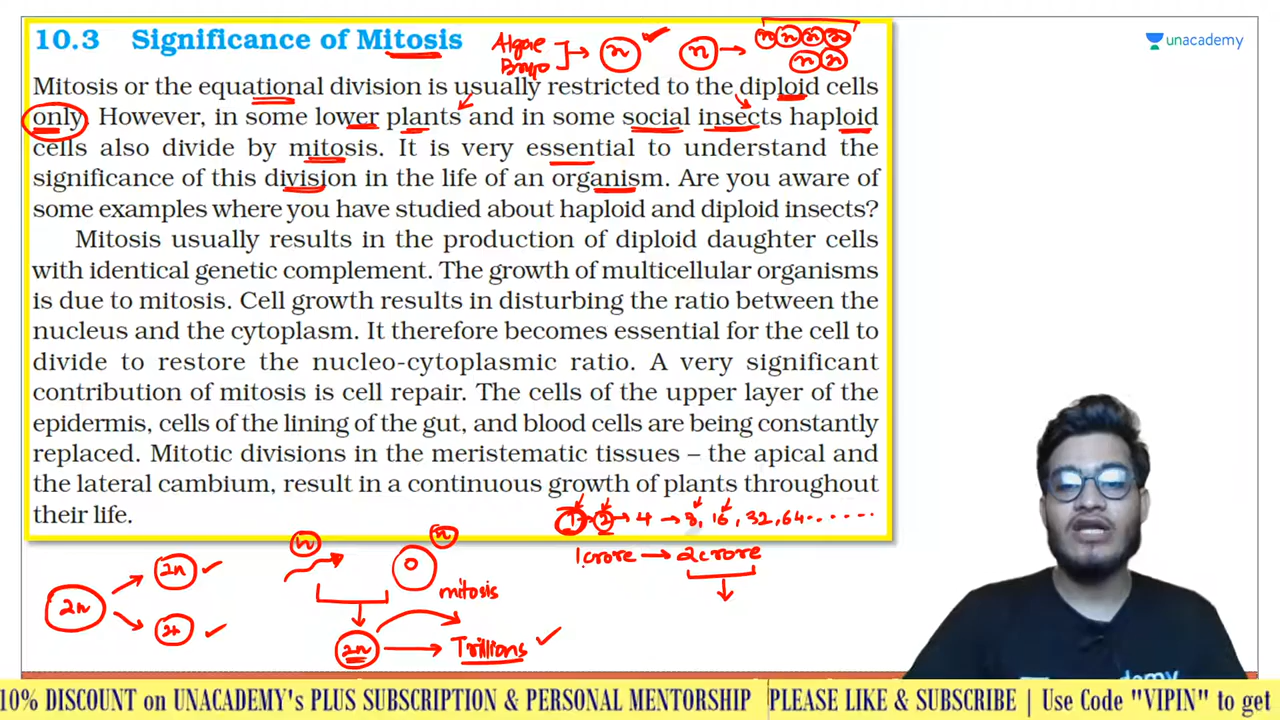 10.3 Significance of Mitosis
Algae
Bryo
n
n
n n n n
n n
unacademy
Mitosis or the equational division is usually restricted to the diploid cells
only. However, in some lower plants and in some social insects haploid
cells also divide by mitosis. It is very essential to understand the
significance of this division in the life of an organism. Are you aware of
some examples where you have studied about haploid and diploid insects?
Mitosis usually results in the production of diploid daughter cells
with identical genetic complement. The growth of multicellular organisms
is due to mitosis. Cell growth results in disturbing the ratio between the
nucleus and the cytoplasm. It therefore becomes essential for the cell to
divide to restore the nucleo-cytoplasmic ratio. A very significant
contribution of mitosis is cell repair. The cells of the upper layer of the
epidermis, cells of the lining of the gut, and blood cells are being constantly
replaced. Mitotic divisions in the meristematic tissues – the apical and
the lateral cambium, result in a continuous growth of plants throughout
their life.
1 → 2 → 4 → 8, 16, 32, 64.......
1crore → 2crore
2n
2n
2n
n
n
mitosis
2n → Trillions
demy
10% DISCOUNT on UNACADEMY's PLUS SUBSCRIPTION & PERSONAL MENTORSHIP
PLEASE LIKE & SUBSCRIBE | Use Code "VIPIN" to get